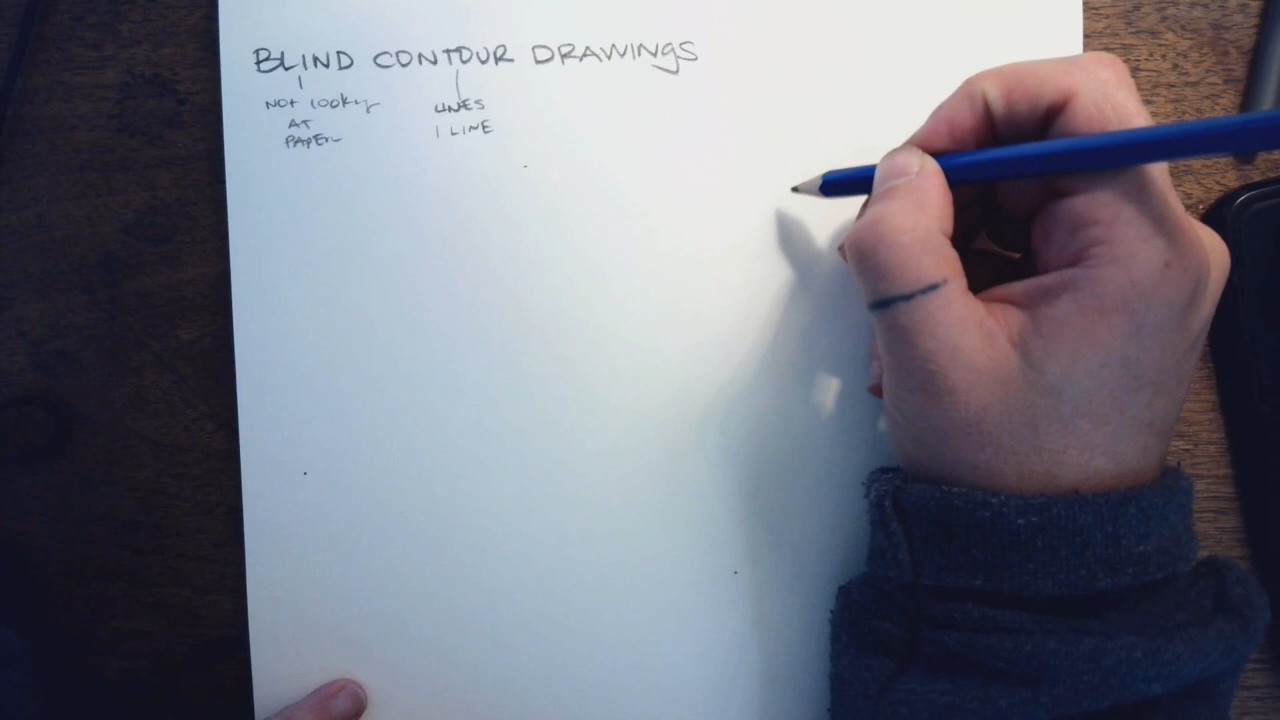 BLIND CONTOUR DRAWINGS
NOT looking
AT
PAPER
LINES
1 LINE